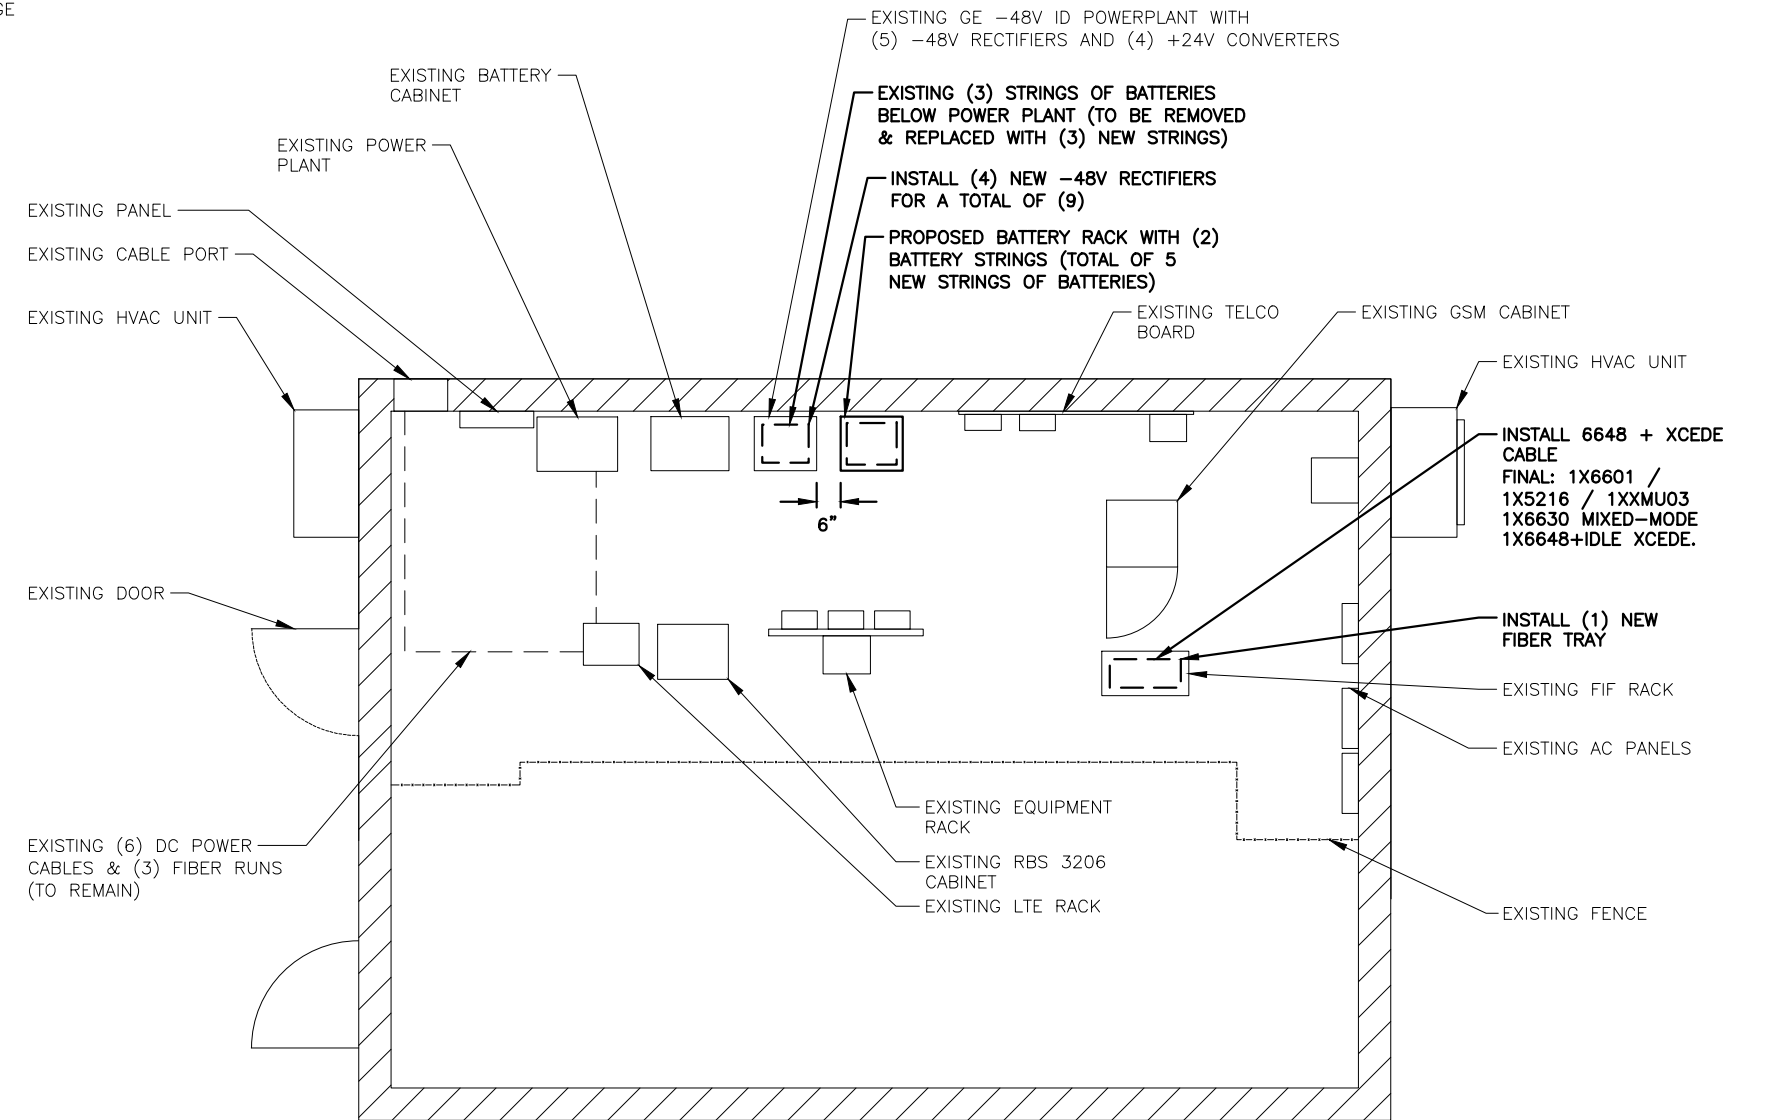 GE
EXISTING GE -48V ID POWERPLANT WITH
(5) -48V RECTIFIERS AND (4) +24V CONVERTERS
EXISTING BATTERY
CABINET
EXISTING (3) STRINGS OF BATTERIES
BELOW POWER PLANT (TO BE REMOVED
& REPLACED WITH (3) NEW STRINGS)
EXISTING POWER
PLANT
INSTALL (4) NEW -48V RECTIFIERS
FOR A TOTAL OF (9)
EXISTING PANEL
PROPOSED BATTERY RACK WITH (2)
BATTERY STRINGS (TOTAL OF 5
NEW STRINGS OF BATTERIES)
EXISTING CABLE PORT
EXISTING HVAC UNIT
EXISTING TELCO
BOARD
EXISTING GSM CABINET
EXISTING HVAC UNIT
INSTALL 6648 + XCEDE
CABLE
FINAL: 1X6601 /
1X5216 / 1XXMU03
1X6630 MIXED-MODE
1X6648+IDLE XCEDE.
6"
EXISTING DOOR
INSTALL (1) NEW
FIBER TRAY
EXISTING FIF RACK
EXISTING AC PANELS
EXISTING EQUIPMENT
RACK
EXISTING (6) DC POWER
CABLES & (3) FIBER RUNS
(TO REMAIN)
EXISTING RBS 3206
CABINET
EXISTING LTE RACK
EXISTING FENCE